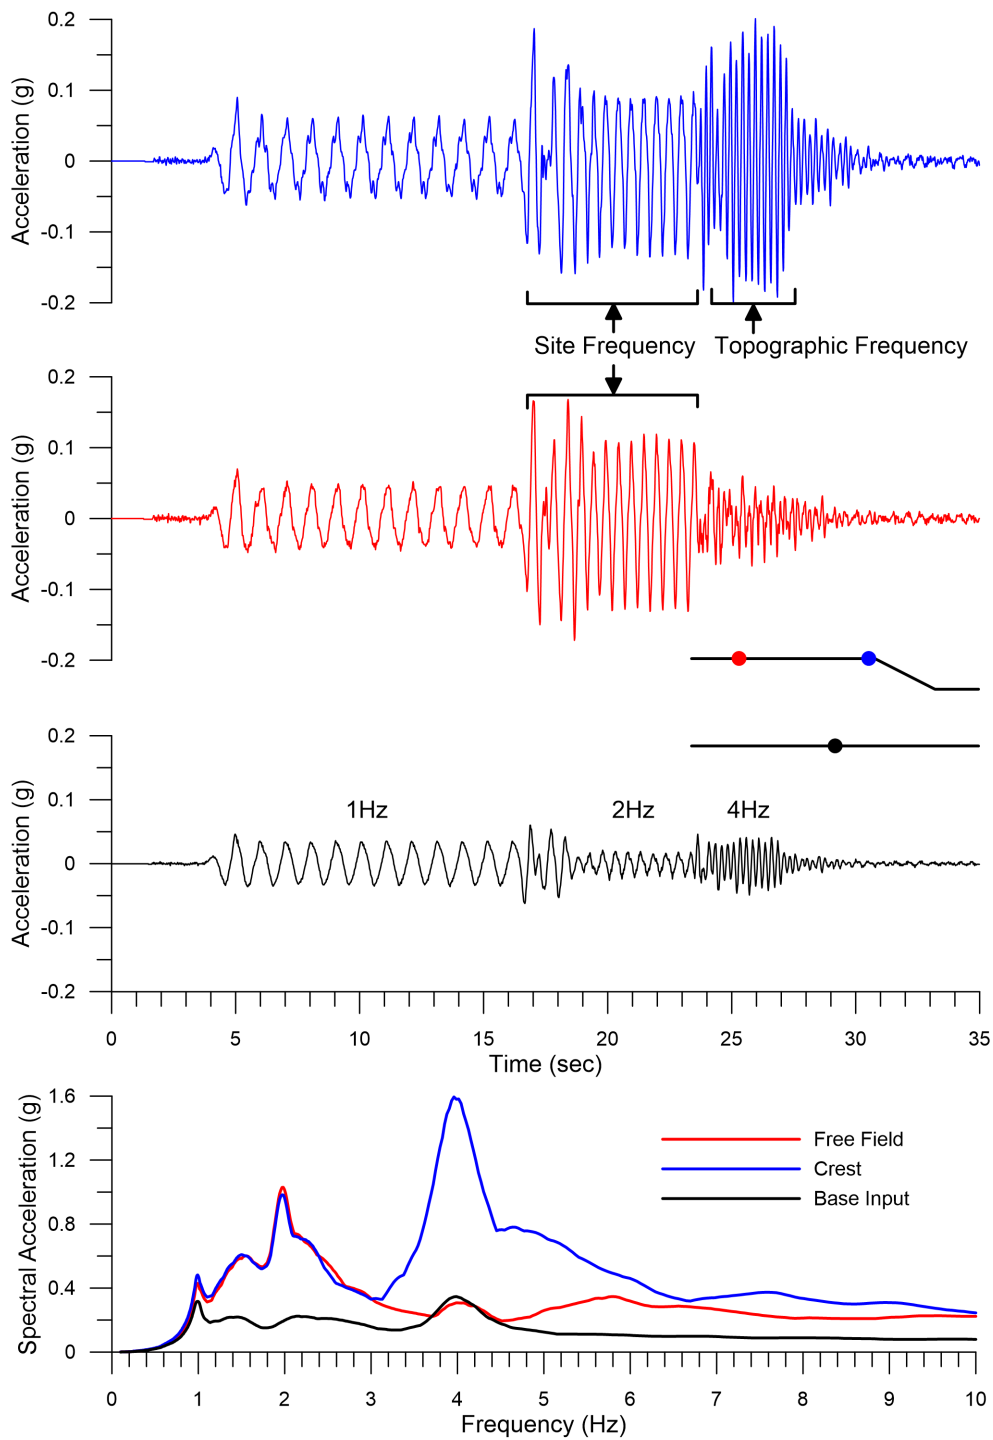 0.2
0.1
0
-0.1
-0.2
Acceleration (g)
Site Frequency
Topographic Frequency
0.2
0.1
0
-0.1
-0.2
Acceleration (g)
0.2
0.1
0
-0.1
-0.2
Acceleration (g)
1Hz
2Hz
4Hz
0 5 10 15 20 25 30 35
Time (sec)
1.6
1.2
0.8
0.4
0
Spectral Acceleration (g)
Free Field
Crest
Base Input
0 1 2 3 4 5 6 7 8 9 10
Frequency (Hz)